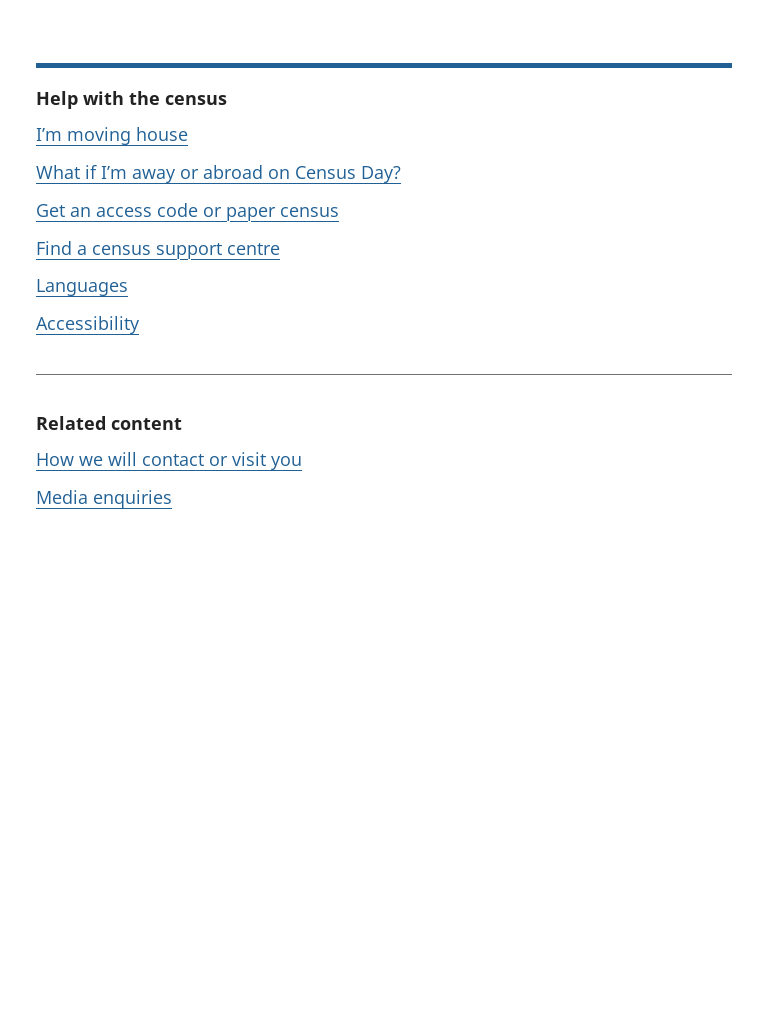 Help with the census
I’m moving house
What if I’m away or abroad on Census Day?
Get an access code or paper census
Find a census support centre
Languages
Accessibility
Related content
How we will contact or visit you
Media enquiries